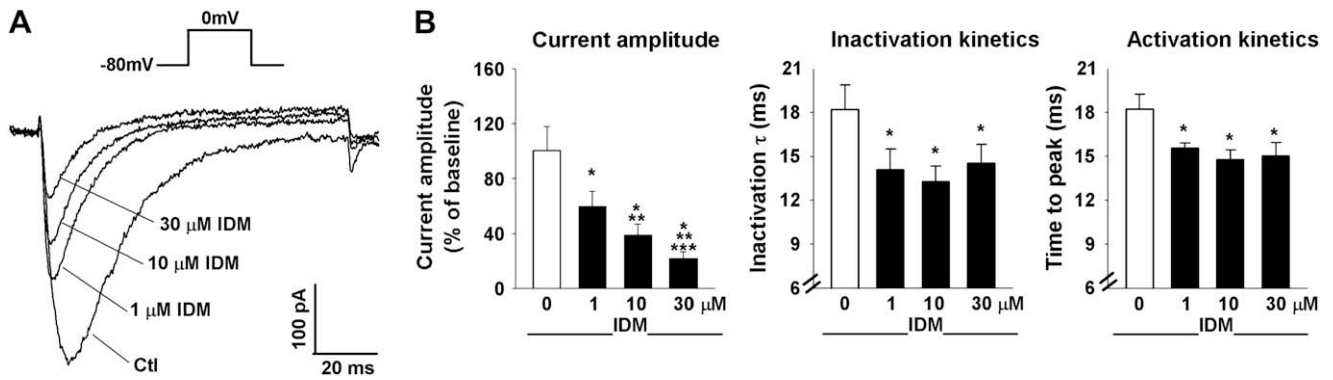 A
0mV
-80mV
30 μM IDM
10 μM IDM
1 μM IDM
Ctl
100 pA
20 ms
B
Current amplitude
Current amplitude
(% of baseline)
160
120
80
40
0
*
*
**
*
**
***
0 1 10 30 μM
IDM
Inactivation kinetics
Inactivation τ (ms)
21
18
15
12
9
6
*
*
*
0 1 10 30 μM
IDM
Activation kinetics
Time to peak (ms)
21
18
15
12
9
6
*
*
*
0 1 10 30 μM
IDM